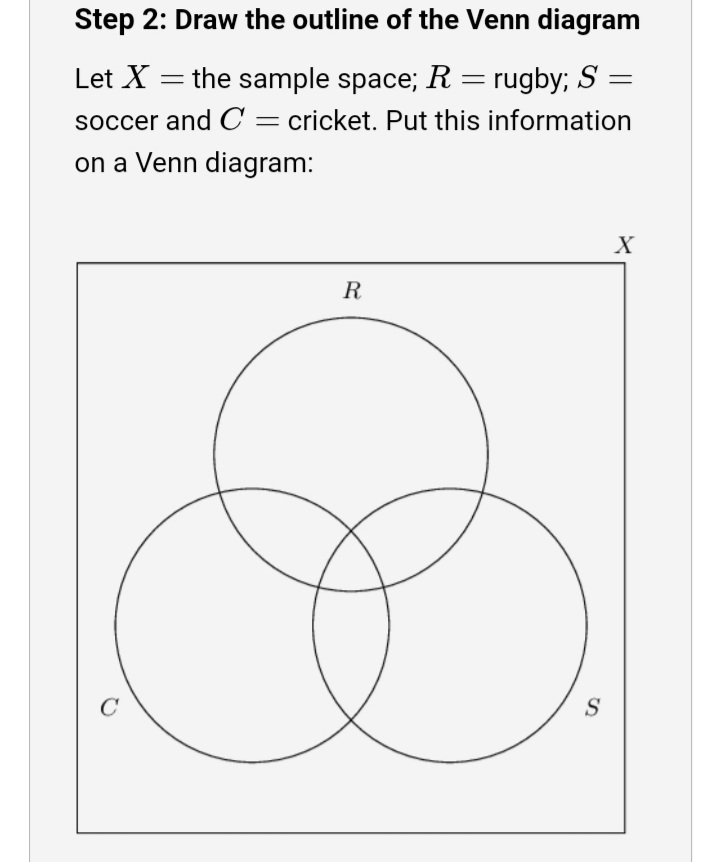 Step 2: Draw the outline of the Venn diagram
Let X = the sample space; R = rugby; S =
soccer and C = cricket. Put this information
on a Venn diagram:
X
R
C
S